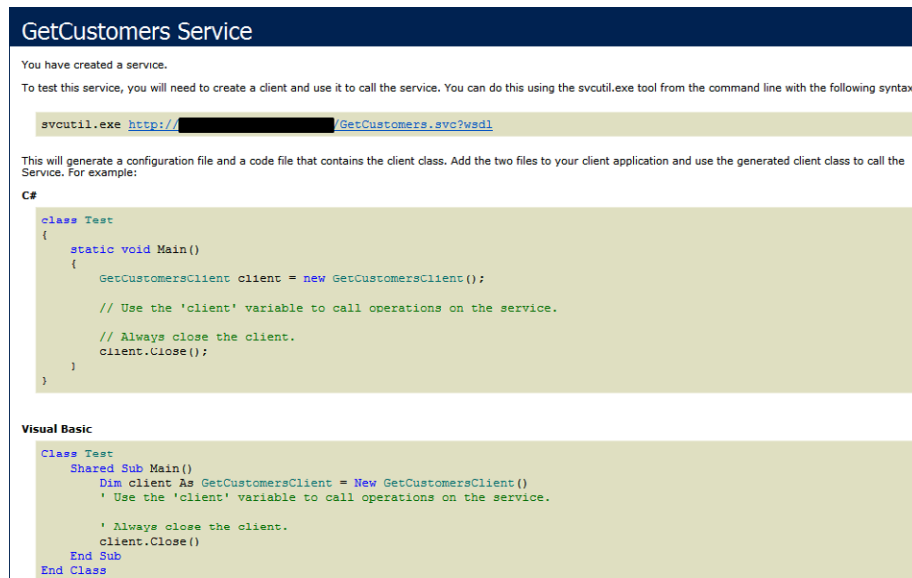 GetCustomers Service
You have created a service.
To test this service, you will need to create a client and use it to call the service. You can do this using the svcutil.exe tool from the command line with the following syntax
svcutil.exe http:// /GetCustomers.svc?wsdl
This will generate a configuration file and a code file that contains the client class. Add the two files to your client application and use the generated client class to call the
Service. For example:
C#
class Test
{
    static void Main()
    {
        GetCustomersClient client = new GetCustomersClient();
        // Use the 'client' variable to call operations on the service.
        // Always close the client.
        client.Close();
    }
}
Visual Basic
Class Test
    Shared Sub Main()
        Dim client As GetCustomersClient = New GetCustomersClient()
        ' Use the 'client' variable to call operations on the service.
        ' Always close the client.
        client.Close()
    End Sub
End Class